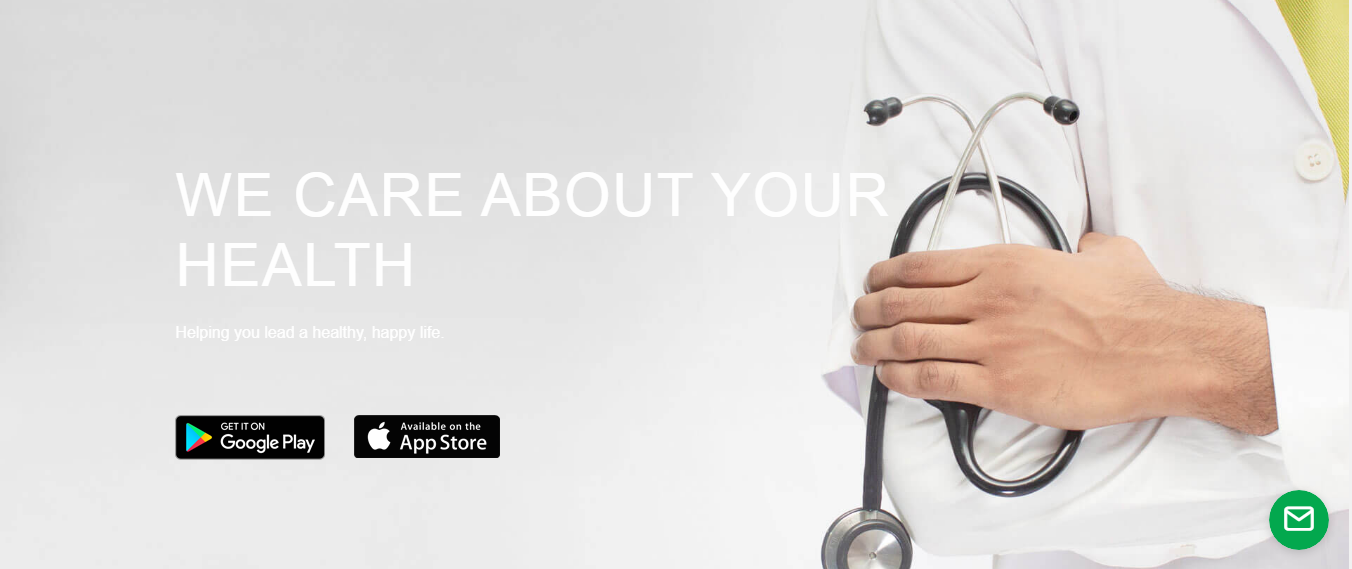 WE CARE ABOUT YOUR
HEALTH
Helping you lead a healthy, happy life.
GET IT ON
Google Play
Available on the
App Store